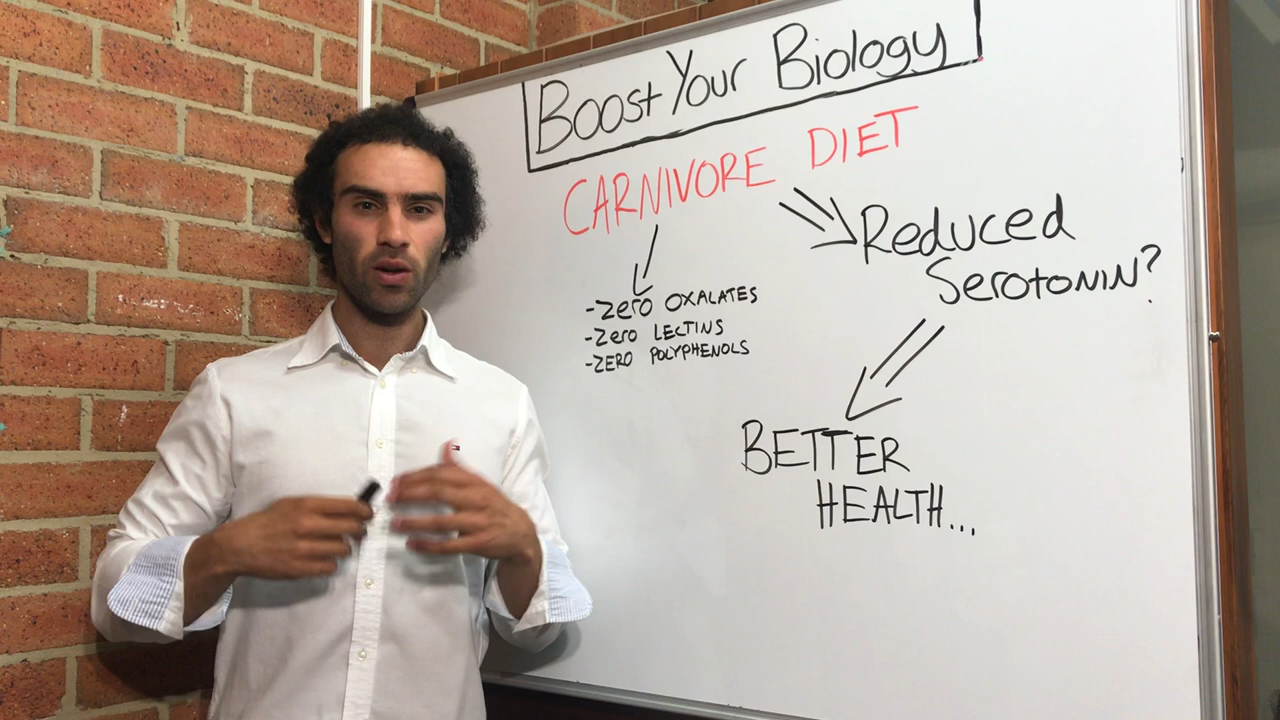 Boost Your Biology
CARNIVORE DIET
-Zero OXALATES
-Zero LECTINS
-ZERO POLYPHENOLS
Reduced
Serotonin?
BETTER
HEALTH...